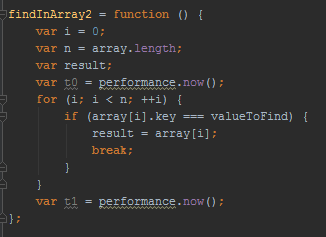 findInArray2 = function () {
    var i = 0;
    var n = array.length;
    var result;
    var t0 = performance.now();
    for (i; i < n; ++i) {
        if (array[i].key === valueToFind) {
            result = array[i];
            break;
        }
    }
    var t1 = performance.now();
};